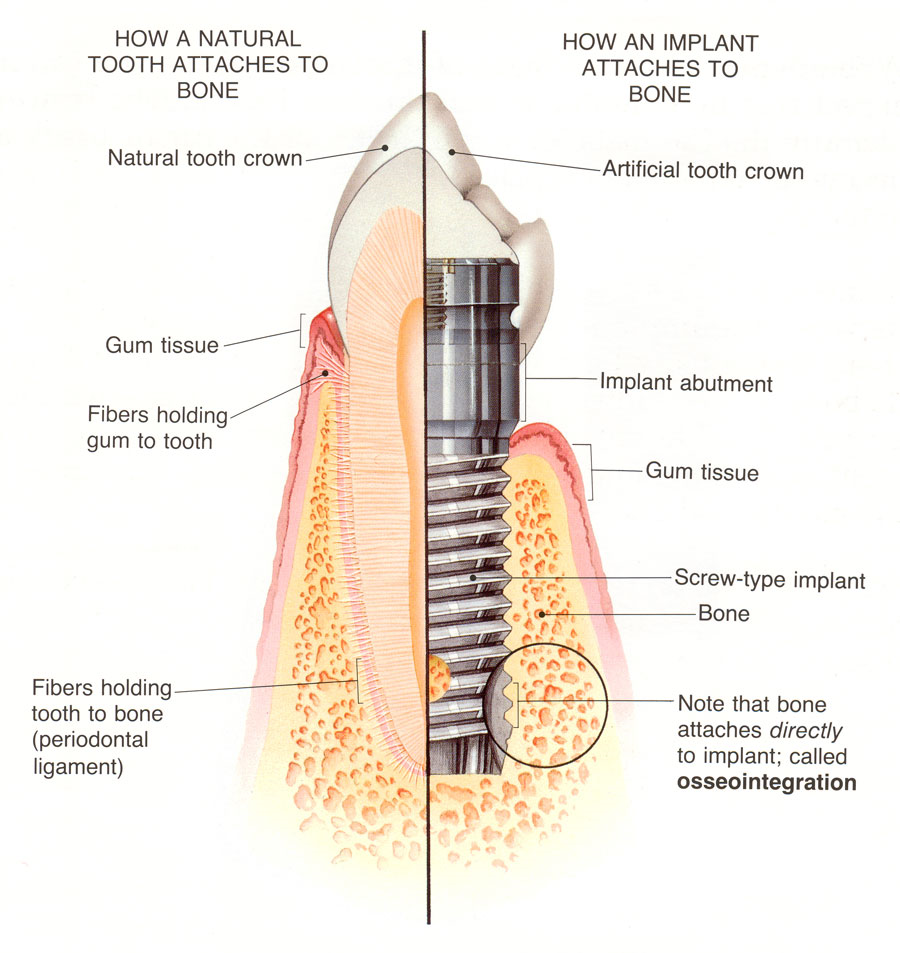 HOW A NATURAL
TOOTH ATTACHES TO
BONE
HOW AN IMPLANT
ATTACHES TO
BONE
Natural tooth crown
Artificial tooth crown
Gum tissue
Implant abutment
Fibers holding
gum to tooth
Gum tissue
Screw-type implant
Bone
Fibers holding
tooth to bone
(periodontal
ligament)
Note that bone
attaches directly
to implant; called
osseointegration